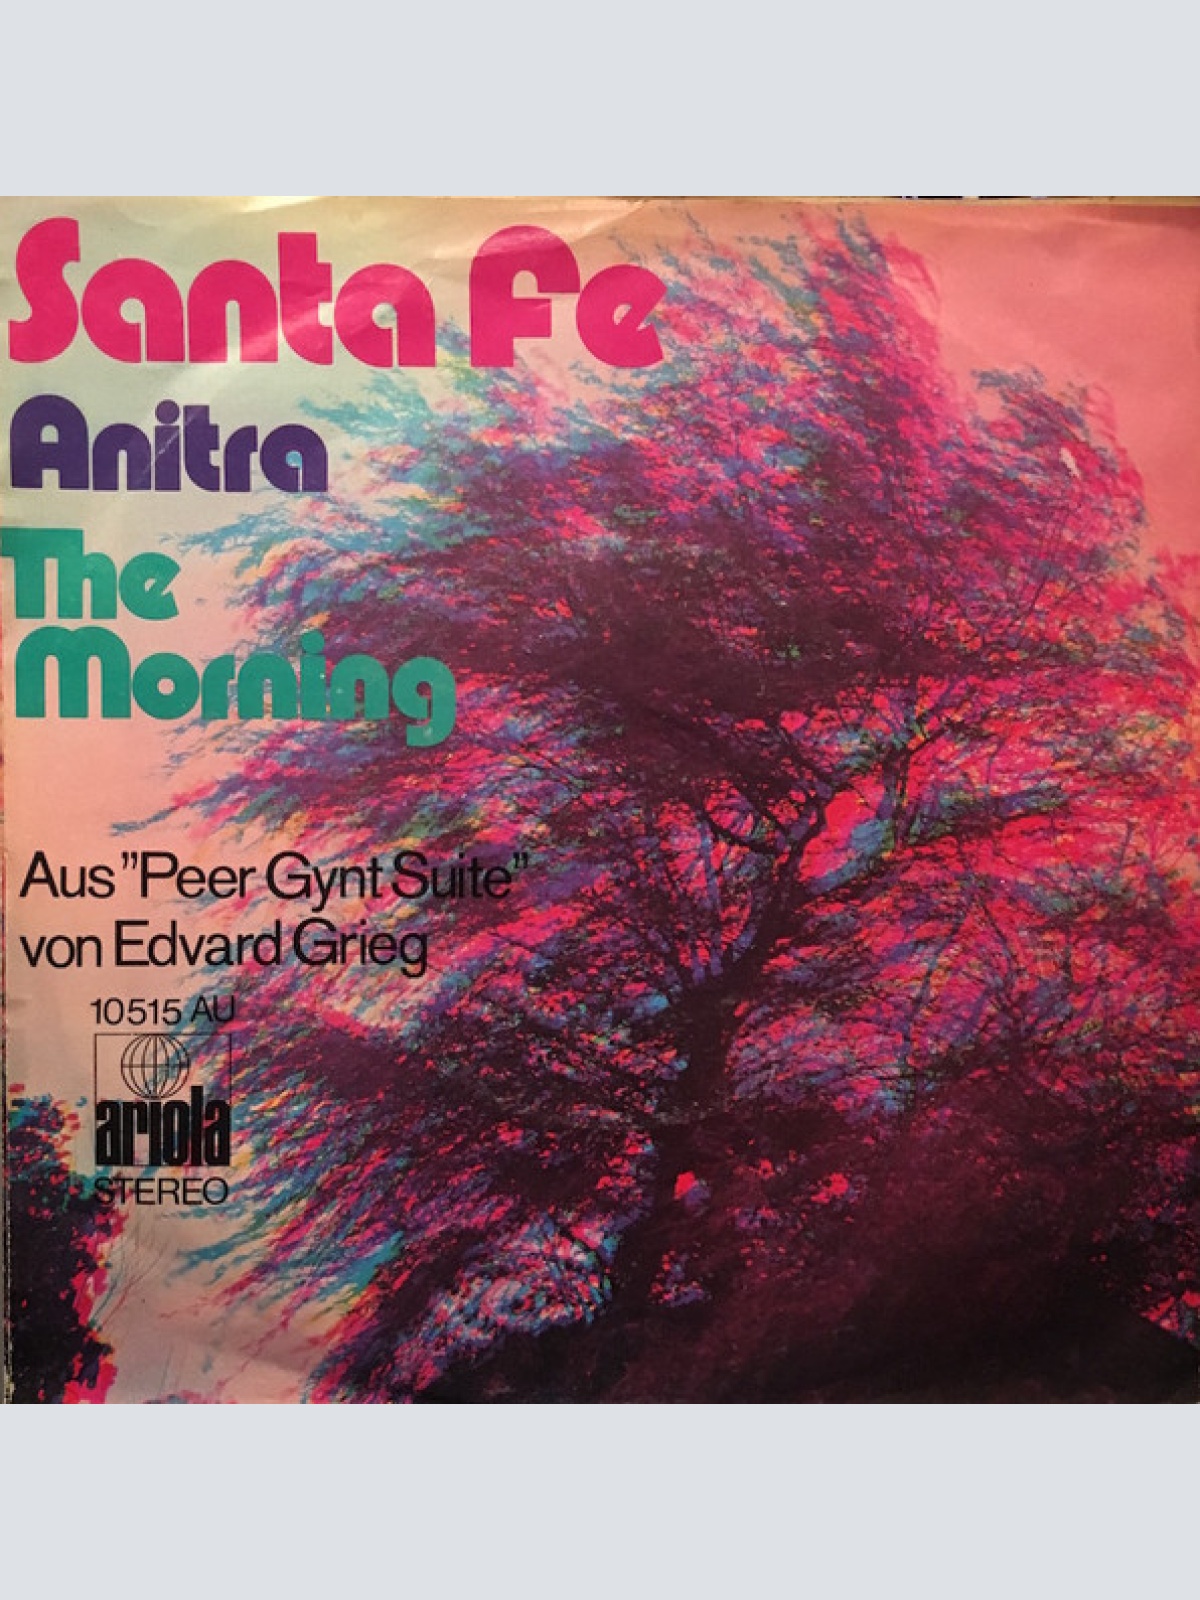 Santa Fe
Anitra
The
Morning
Aus "Peer Gynt Suite"
von Edvard Grieg
10515 AU
ariola
STEREO